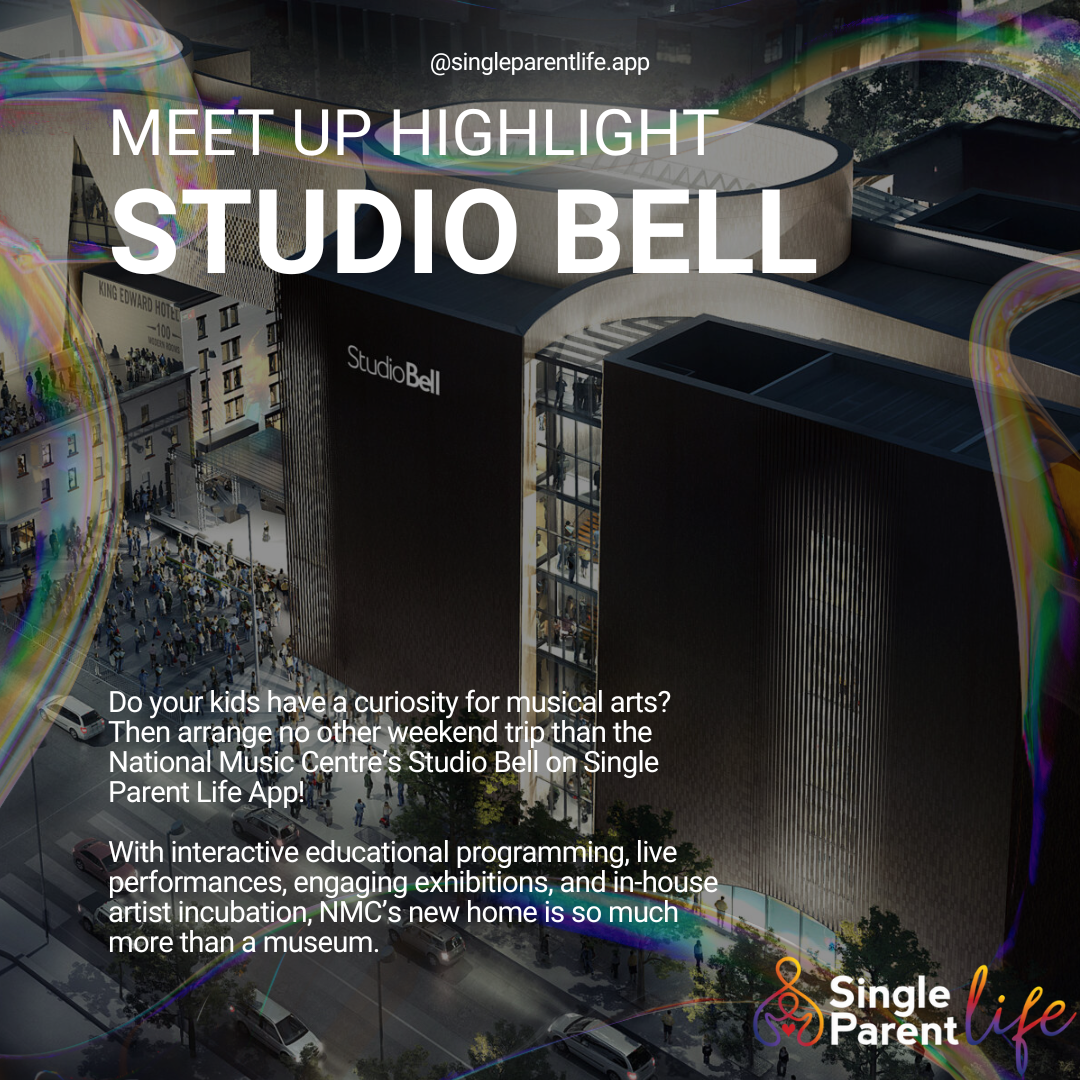 @singleparentlife.app
MEET UP HIGHLIGHT
STUDIO BELL
KING EDWARD HOTEL
100
MODERN ROOMS
StudioBell
Do your kids have a curiosity for musical arts?
Then arrange no other weekend trip than the
National Music Centre’s Studio Bell on Single
Parent Life App!
With interactive educational programming, live
performances, engaging exhibitions, and in-house
artist incubation, NMC’s new home is so much
more than a museum.
Single
Parent life